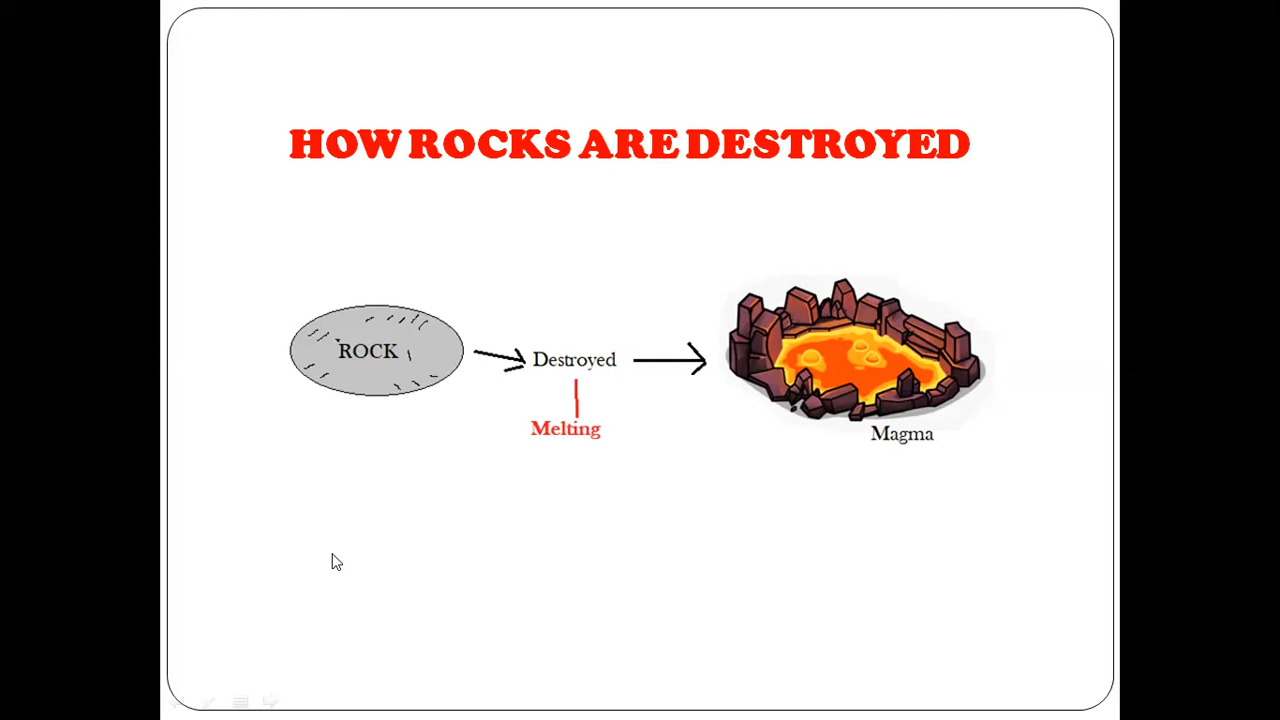 HOW ROCKS ARE DESTROYED
ROCK
Destroyed
Melting
Magma